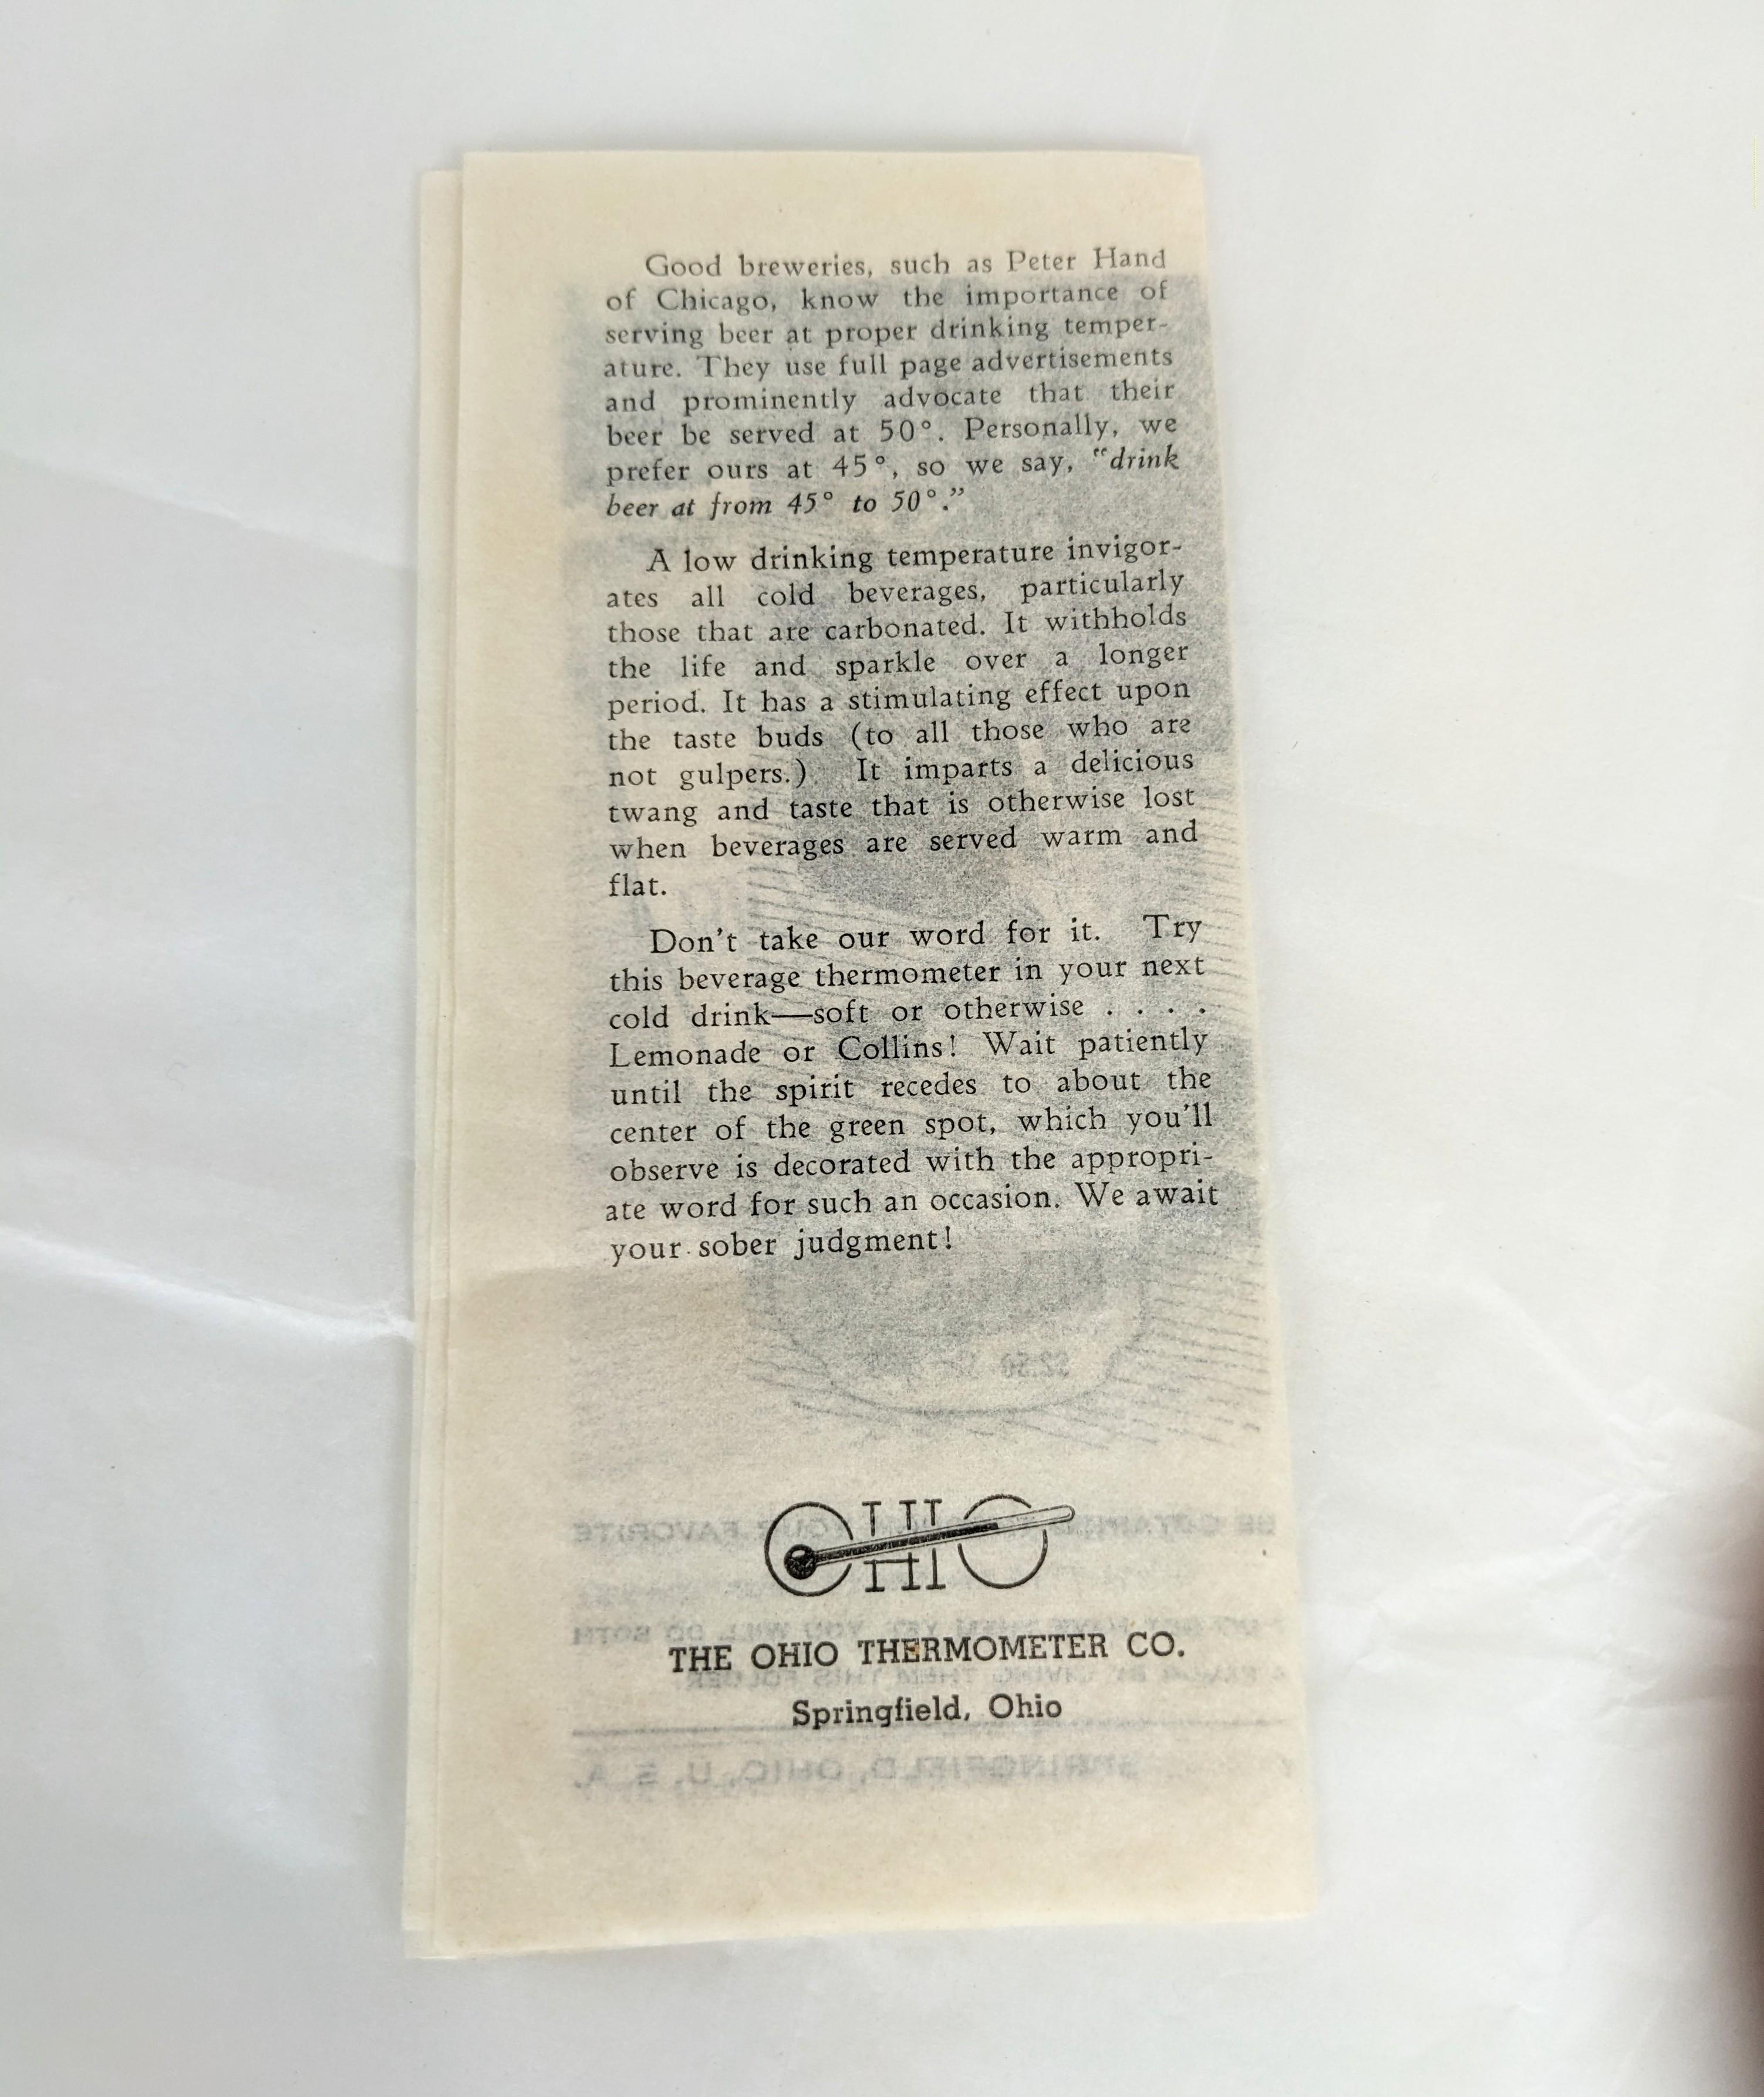 Good breweries, such as Peter Hand
of Chicago, know the importance of
serving beer at proper drinking temper-
ature. They use full page advertisements
and prominently advocate that their
beer be served at 50°. Personally, we
prefer ours at 45°, so we say, "drink
beer at from 45° to 50°."
A low drinking temperature invigor-
ates all cold beverages, particularly
those that are carbonated. It withholds
the life and sparkle over a longer
period. It has a stimulating effect upon
the taste buds (to all those who are
not gulpers.) It imparts a delicious
twang and taste that is otherwise lost
when beverages are served warm and
flat.
Don't take our word for it. Try
this beverage thermometer in your next
cold drink—soft or otherwise . . . .
Lemonade or Collins! Wait patiently
until the spirit recedes to about the
center of the green spot, which you'll
observe is decorated with the appropri-
ate word for such an occasion. We await
your sober judgment!
OHIO
THE OHIO THERMOMETER CO.
Springfield, Ohio
$2.50
SPRINGFIELD, OHIO, U. S. A.